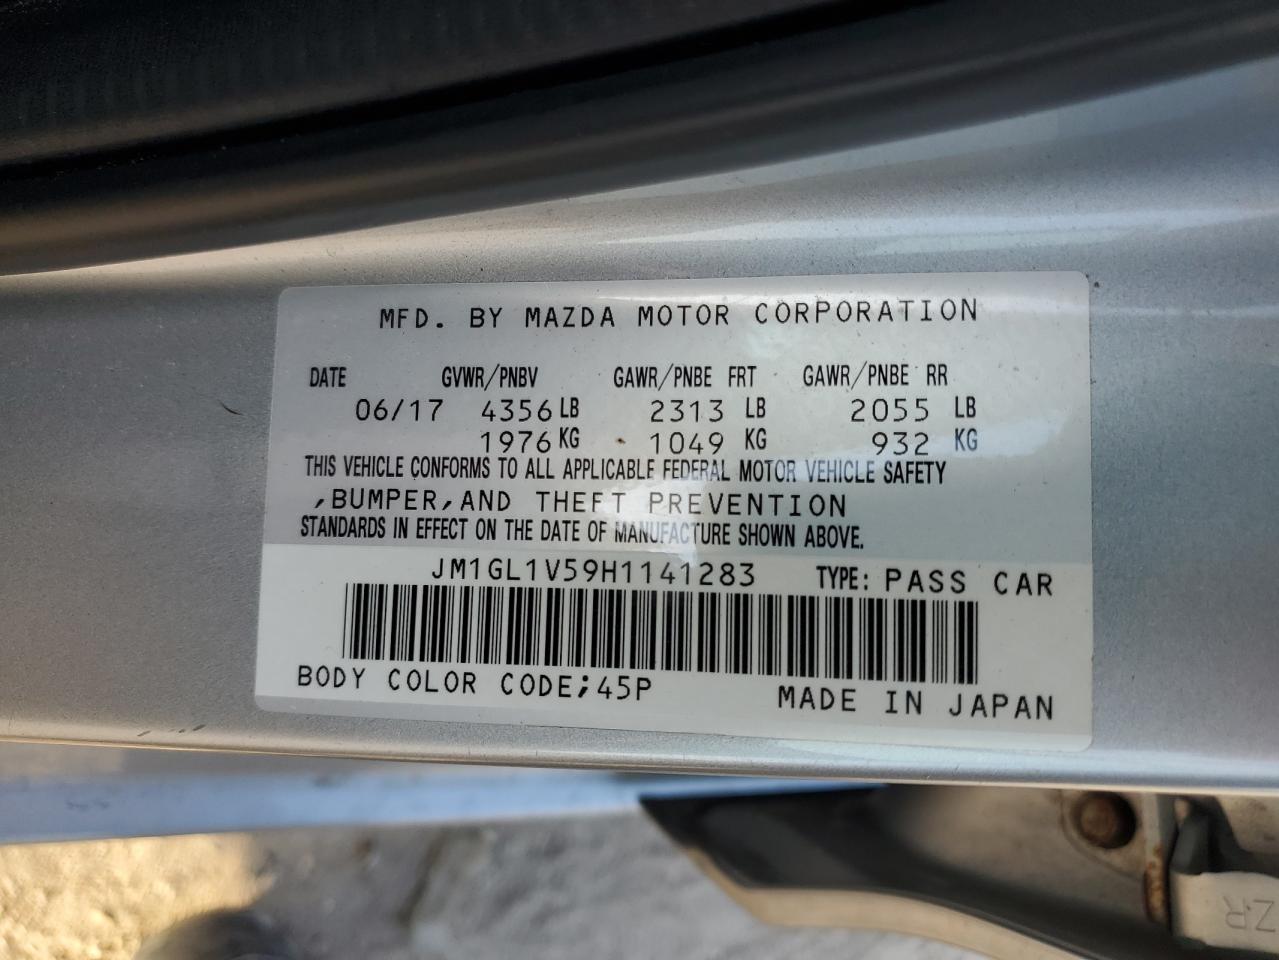 MFD. BY MAZDA MOTOR CORPORATION
DATE GVWR/PNBV GAWR/PNBE FRT GAWR/PNBE RR
06/17 4356 LB 2313 LB 2055 LB
1976 KG 1049 KG 932 KG
THIS VEHICLE CONFORMS TO ALL APPLICABLE FEDERAL MOTOR VEHICLE SAFETY
,BUMPER,AND THEFT PREVENTION
STANDARDS IN EFFECT ON THE DATE OF MANUFACTURE SHOWN ABOVE.
JM1GL1V59H1141283 TYPE: PASS CAR
BODY COLOR CODE;45P MADE IN JAPAN